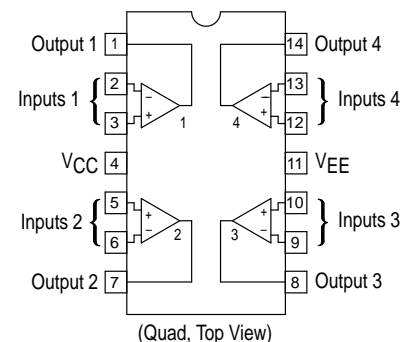 Output 1 1 14 Output 4
2 13
Inputs 1 − − Inputs 4
+ +
3 1 4 12
VCC 4 11 VEE
5 10
Inputs 2 + + Inputs 3
− −
6 2 3 9
Output 2 7 8 Output 3
(Quad, Top View)